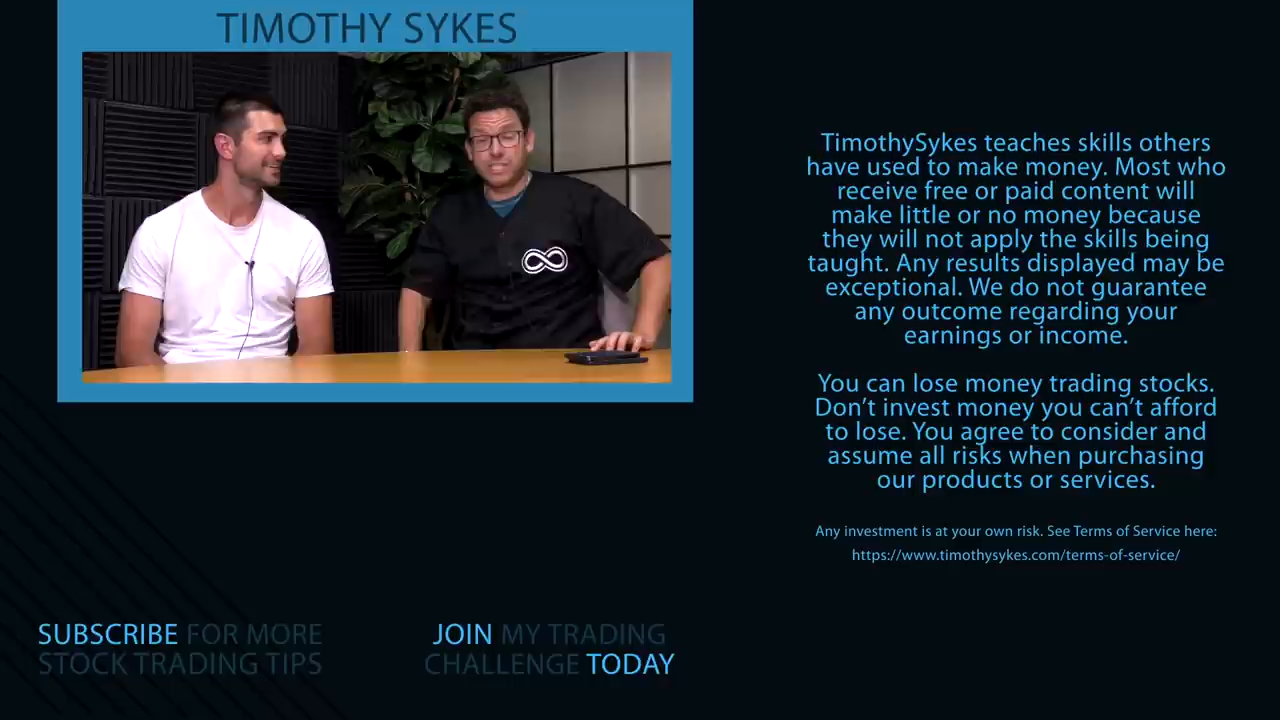 TIMOTHY SYKES
TimothySykes teaches skills others
have used to make money. Most who
receive free or paid content will
make little or no money because
they will not apply the skills being
taught. Any results displayed may be
exceptional. We do not guarantee
any outcome regarding your
earnings or income.
You can lose money trading stocks.
Don’t invest money you can’t afford
to lose. You agree to consider and
assume all risks when purchasing
our products or services.
Any investment is at your own risk. See Terms of Service here:
https://www.timothysykes.com/terms-of-service/
SUBSCRIBE FOR MORE
STOCK TRADING TIPS
JOIN MY TRADING
CHALLENGE TODAY